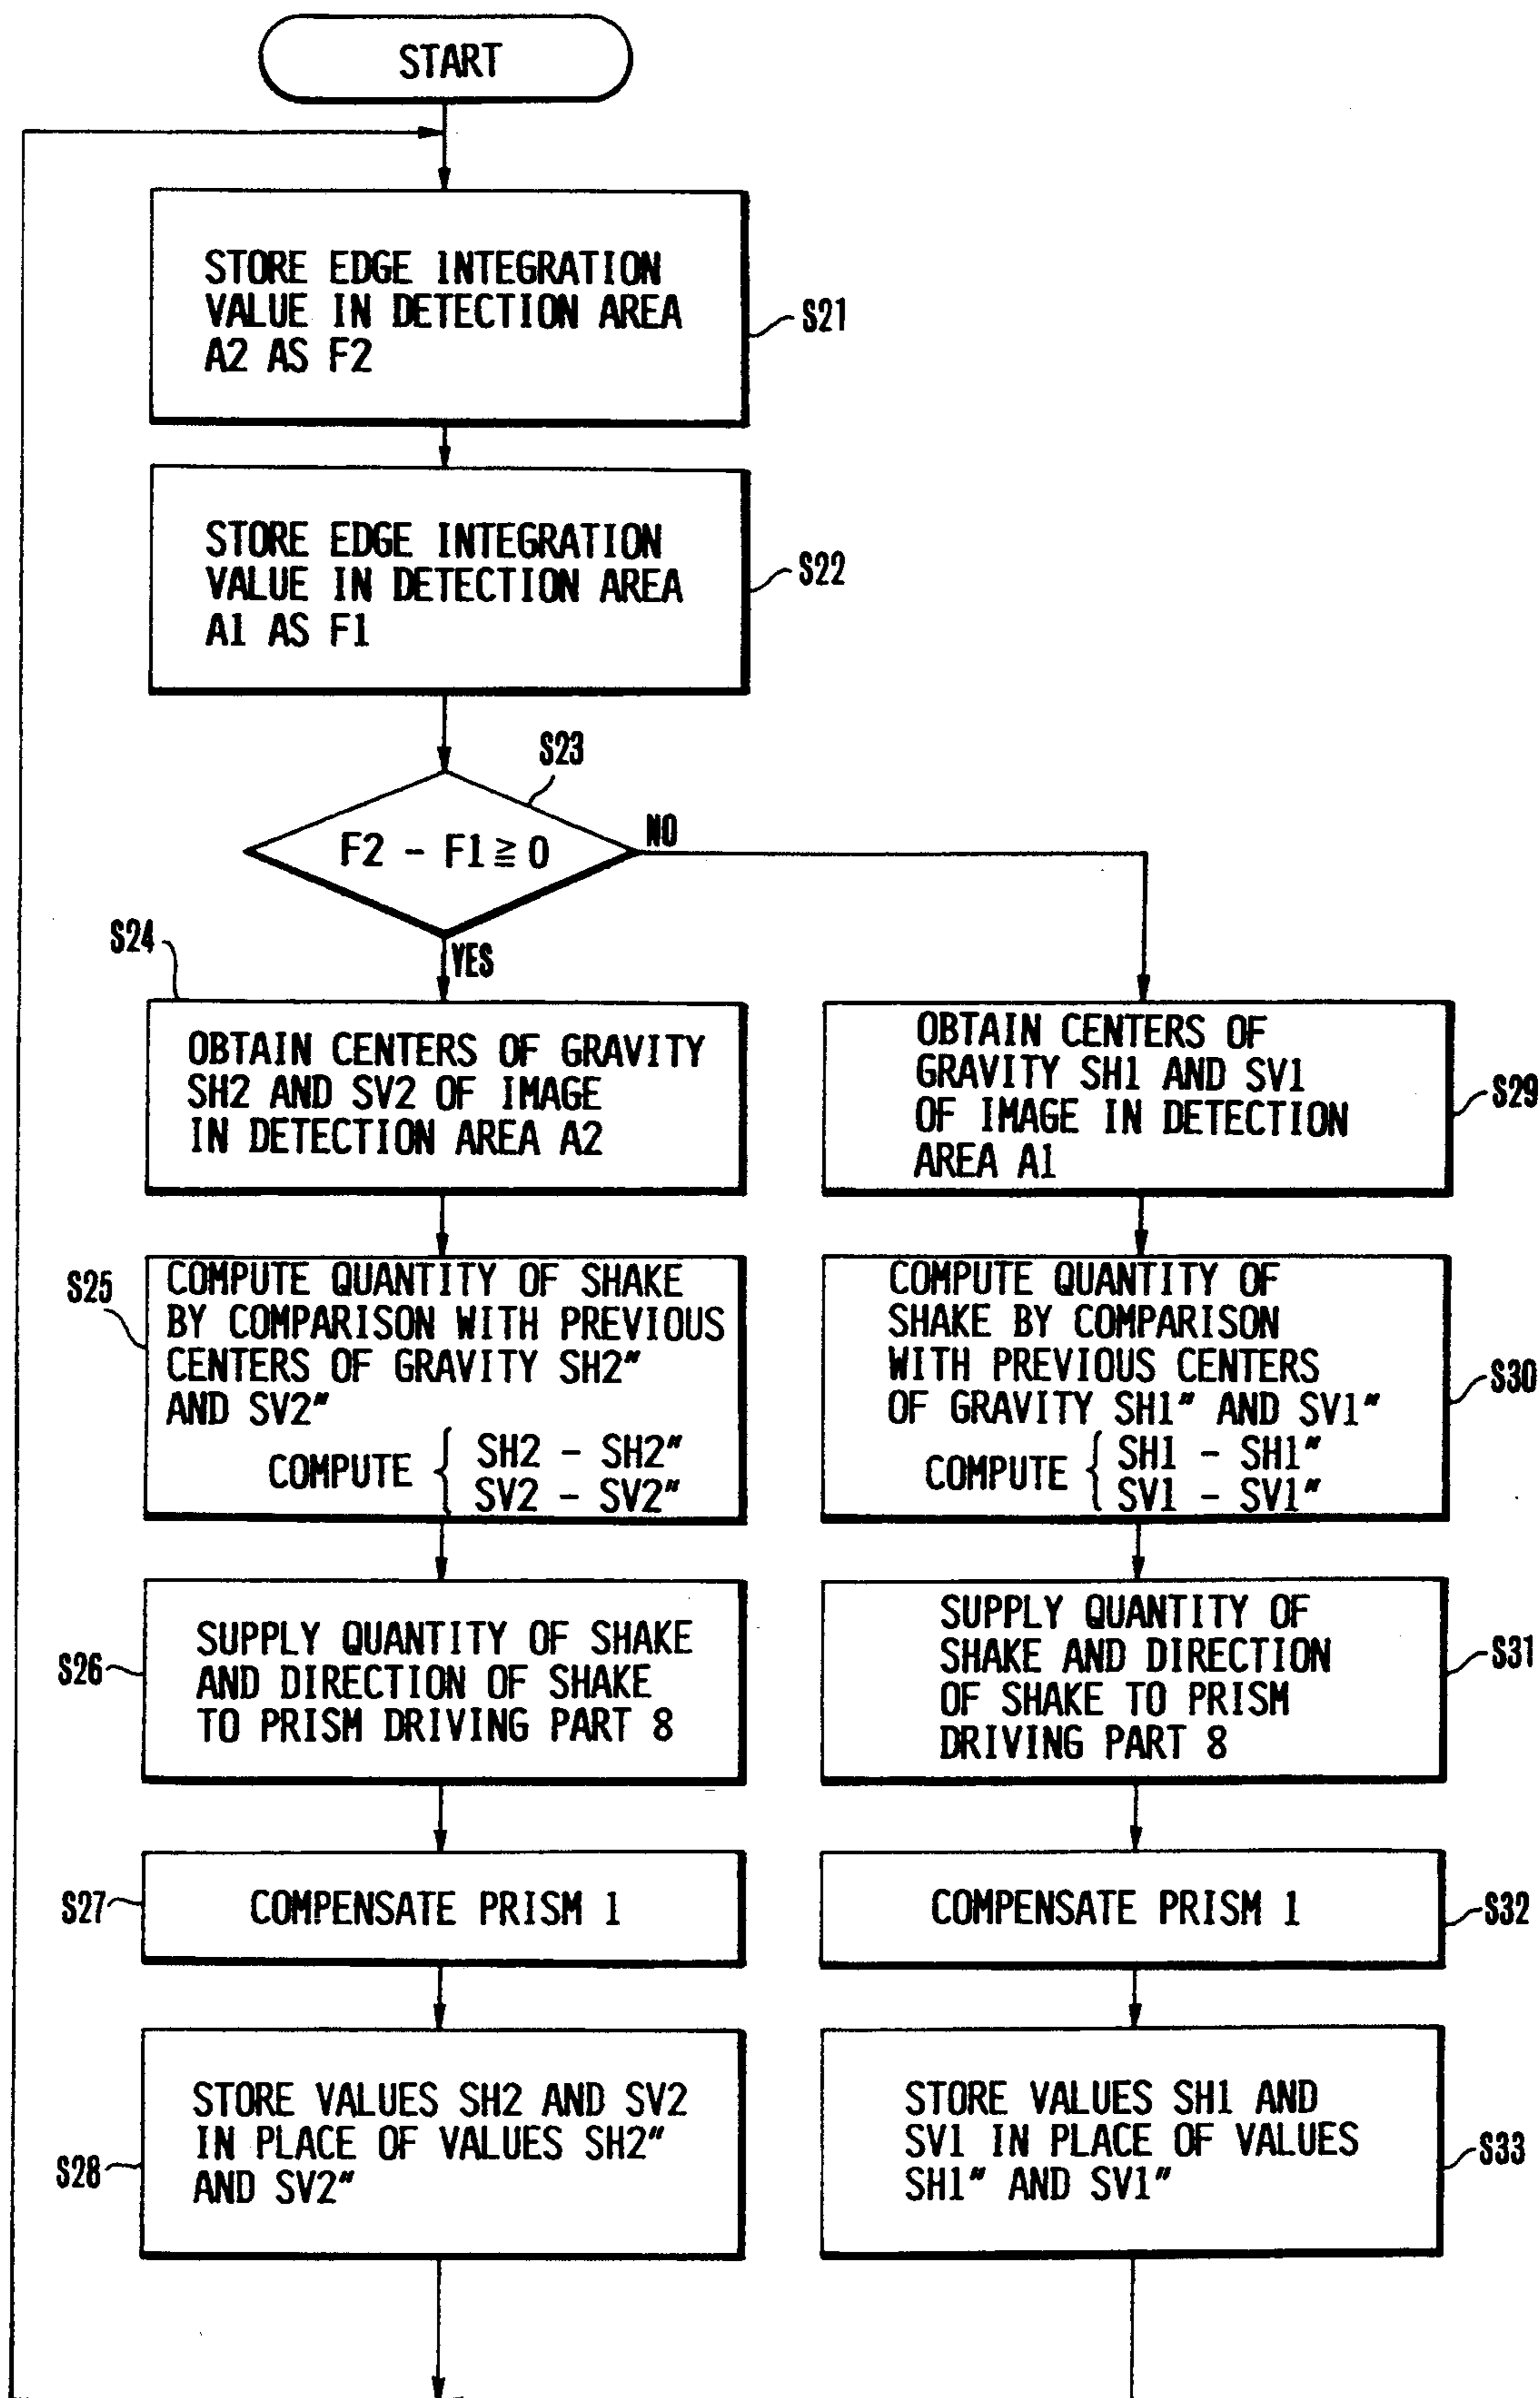 START
STORE EDGE INTEGRATION
VALUE IN DETECTION AREA
A2 AS F2
S21
STORE EDGE INTEGRATION
VALUE IN DETECTION AREA
A1 AS F1
S22
S23
F2 - F1 ≧ 0
NO
YES
S24
OBTAIN CENTERS OF GRAVITY
SH2 AND SV2 OF IMAGE
IN DETECTION AREA A2
S25
COMPUTE QUANTITY OF SHAKE
BY COMPARISON WITH PREVIOUS
CENTERS OF GRAVITY SH2″
AND SV2″
COMPUTE { SH2 - SH2″
SV2 - SV2″
S26
SUPPLY QUANTITY OF SHAKE
AND DIRECTION OF SHAKE
TO PRISM DRIVING PART 8
S27
COMPENSATE PRISM 1
S28
STORE VALUES SH2 AND SV2
IN PLACE OF VALUES SH2″
AND SV2″
OBTAIN CENTERS OF
GRAVITY SH1 AND SV1
OF IMAGE IN DETECTION
AREA A1
S29
COMPUTE QUANTITY OF
SHAKE BY COMPARISON
WITH PREVIOUS CENTERS
OF GRAVITY SH1″ AND SV1″
COMPUTE { SH1 - SH1″
SV1 - SV1″
S30
SUPPLY QUANTITY OF
SHAKE AND DIRECTION
OF SHAKE TO PRISM
DRIVING PART 8
S31
COMPENSATE PRISM 1
S32
STORE VALUES SH1 AND
SV1 IN PLACE OF VALUES
SH1″ AND SV1″
S33